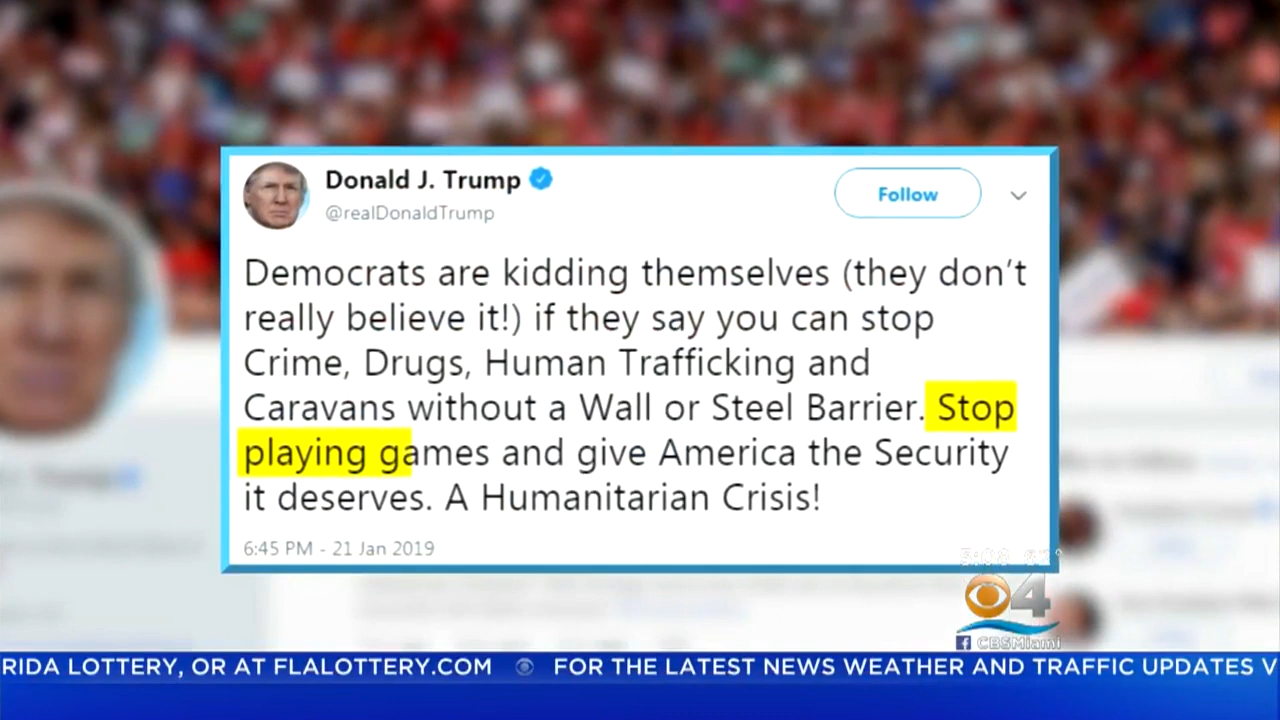 Donald J. Trump
@realDonaldTrump
Follow
Democrats are kidding themselves (they don't
really believe it!) if they say you can stop
Crime, Drugs, Human Trafficking and
Caravans without a Wall or Steel Barrier. Stop
playing games and give America the Security
it deserves. A Humanitarian Crisis!
6:45 PM - 21 Jan 2019
4
CBSMiami
RIDA LOTTERY, OR AT FLALOTTERY.COM FOR THE LATEST NEWS WEATHER AND TRAFFIC UPDATES V